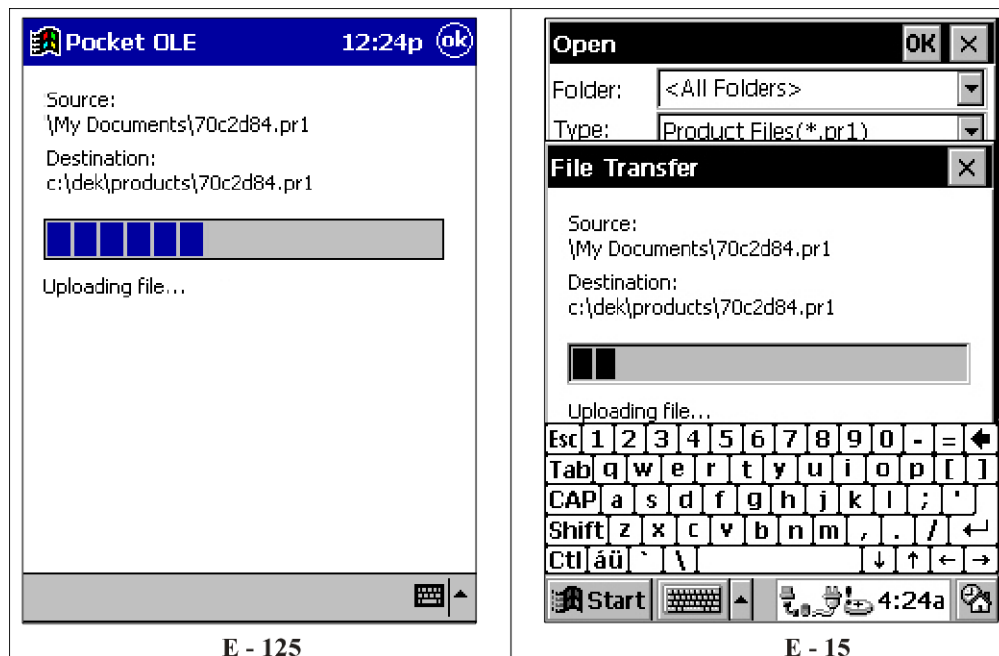 Pocket OLE 12:24p ok
Source:
\My Documents\70c2d84.pr1
Destination:
c:\dek\products\70c2d84.pr1
Uploading file...
E - 125
Open OK ×
Folder: <All Folders>
Type: Product Files(*.pr1)
File Transfer ×
Source:
\My Documents\70c2d84.pr1
Destination:
c:\dek\products\70c2d84.pr1
Uploading file...
Esc 1 2 3 4 5 6 7 8 9 0 - = 🡄
Tab q w e r t y u i o p [ ]
CAP a s d f g h j k l ; '
Shift z x c v b n m , . / ↵
Ctl áü ` \ ↓ ↑ ← →
Start 4:24a
E - 15